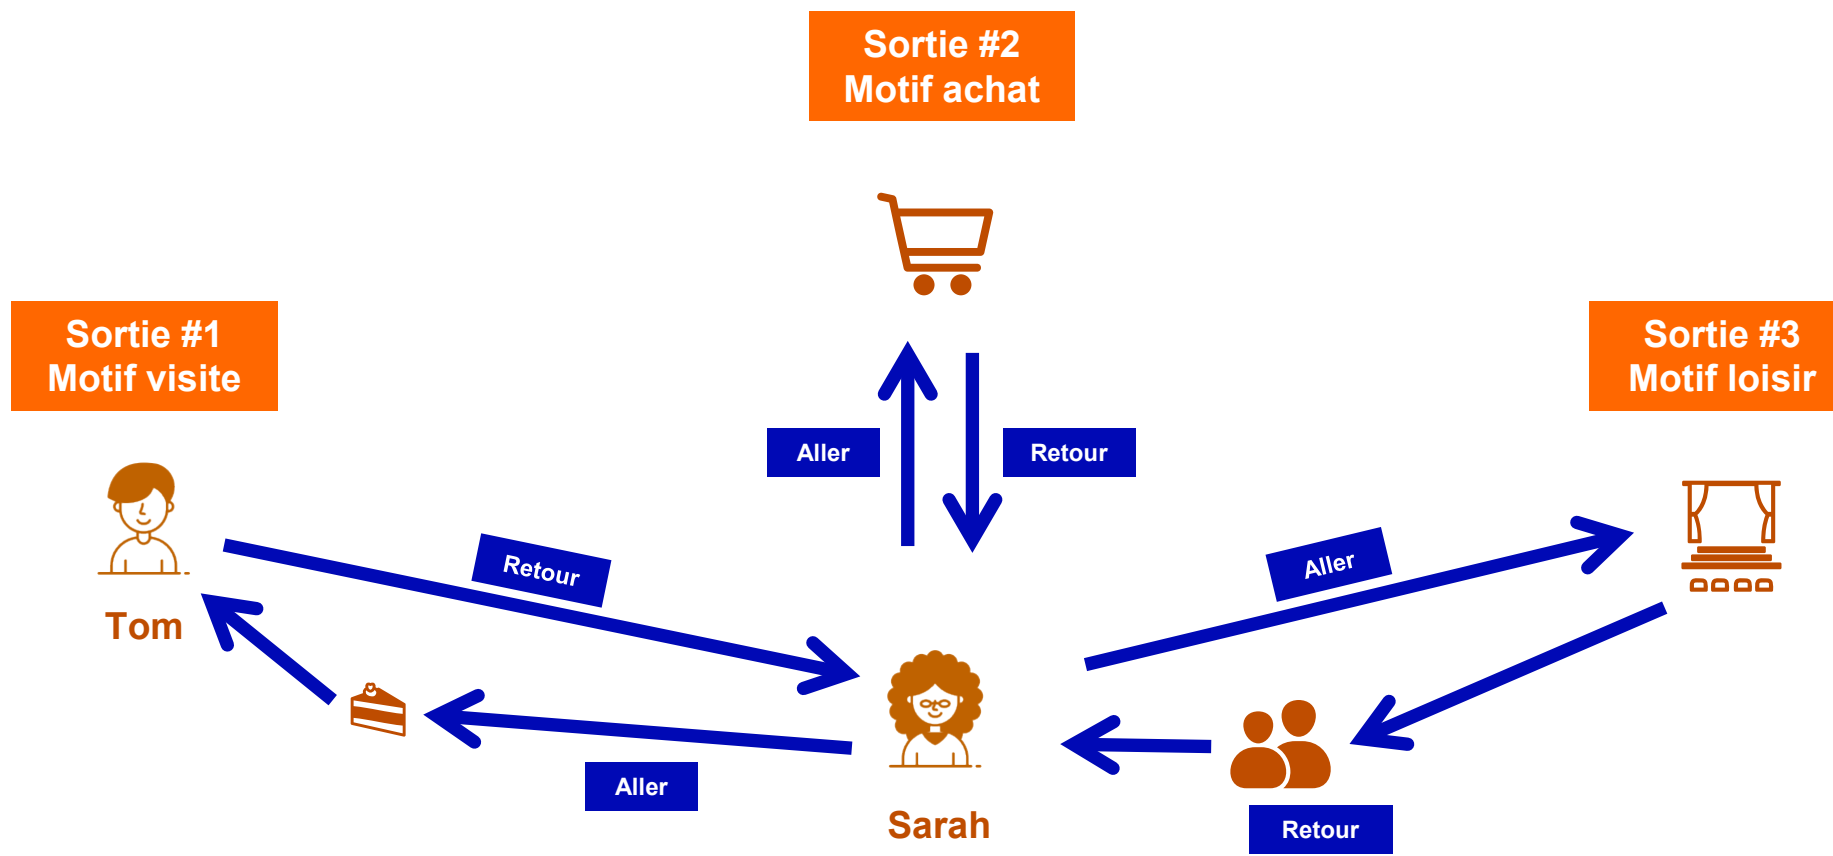 Sortie #2
Motif achat
Sortie #1
Motif visite
Sortie #3
Motif loisir
Aller
Retour
Retour
Aller
Tom
Aller
Sarah
Retour